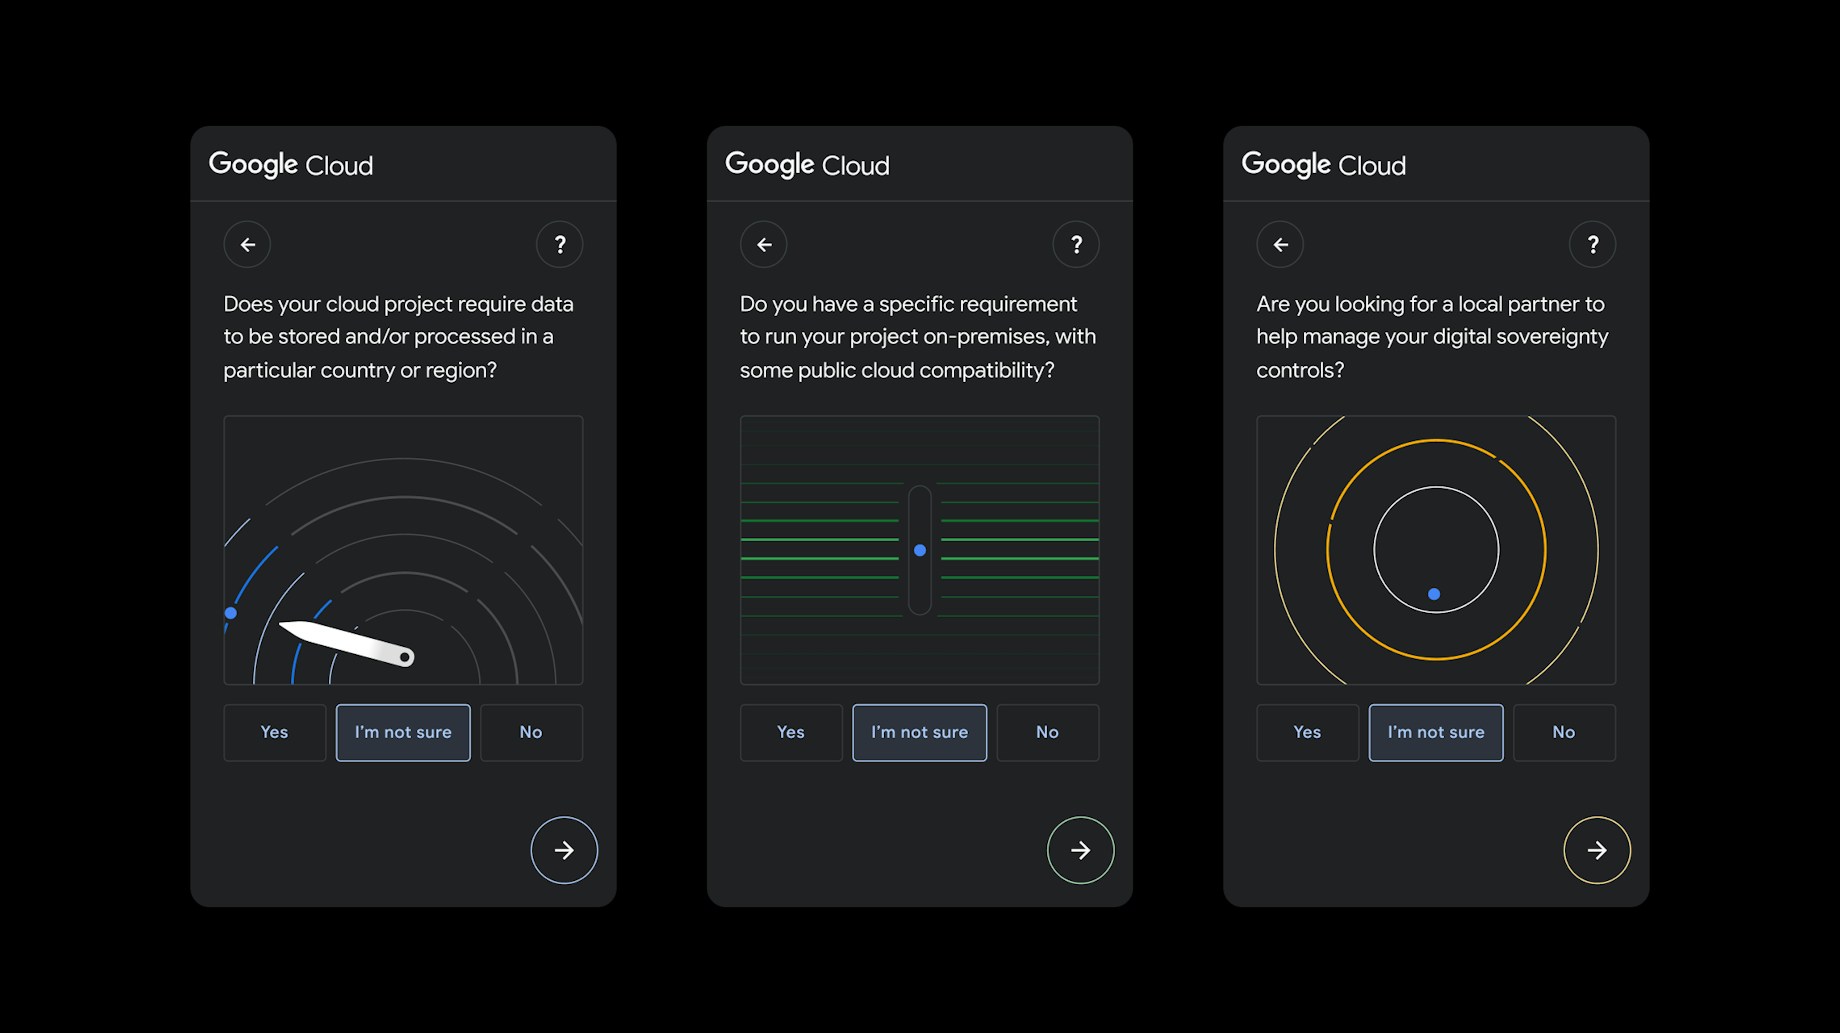 Google Cloud
?
Does your cloud project require data
to be stored and/or processed in a
particular country or region?
Yes
I'm not sure
No
Google Cloud
?
Do you have a specific requirement
to run your project on-premises, with
some public cloud compatibility?
Yes
I'm not sure
No
Google Cloud
?
Are you looking for a local partner to
help manage your digital sovereignty
controls?
Yes
I'm not sure
No